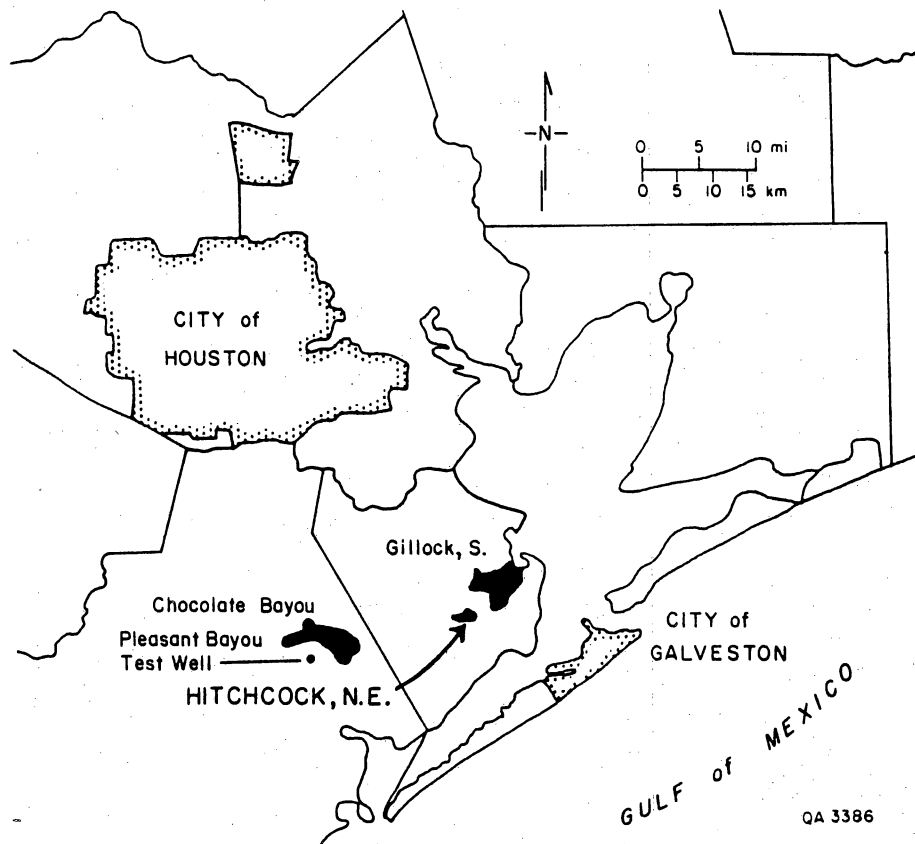 N
0 5 10 mi
0 5 10 15 km
CITY of
HOUSTON
Gillock, S.
Chocolate Bayou
Pleasant Bayou
Test Well
HITCHCOCK, N.E.
CITY of
GALVESTON
GULF of MEXICO
QA 3386